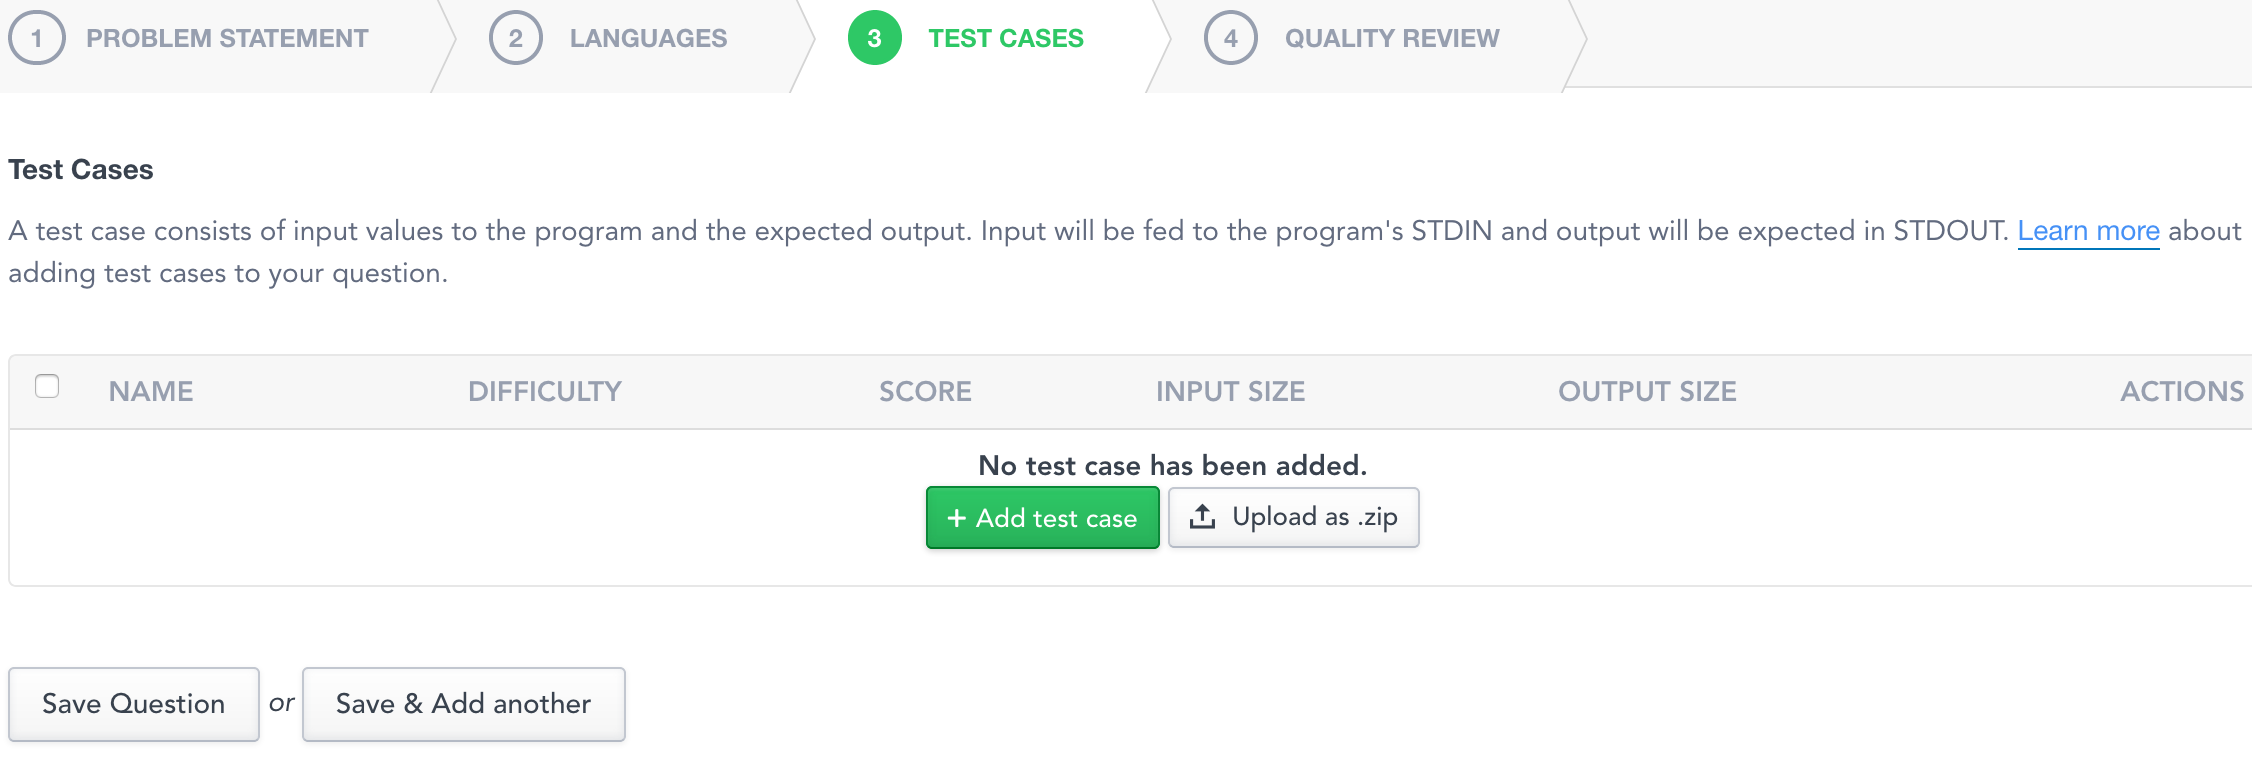 1 PROBLEM STATEMENT 2 LANGUAGES 3 TEST CASES 4 QUALITY REVIEW
Test Cases
A test case consists of input values to the program and the expected output. Input will be fed to the program's STDIN and output will be expected in STDOUT. Learn more about
adding test cases to your question.
NAME DIFFICULTY SCORE INPUT SIZE OUTPUT SIZE ACTIONS
No test case has been added.
+ Add test case Upload as .zip
Save Question or Save & Add another